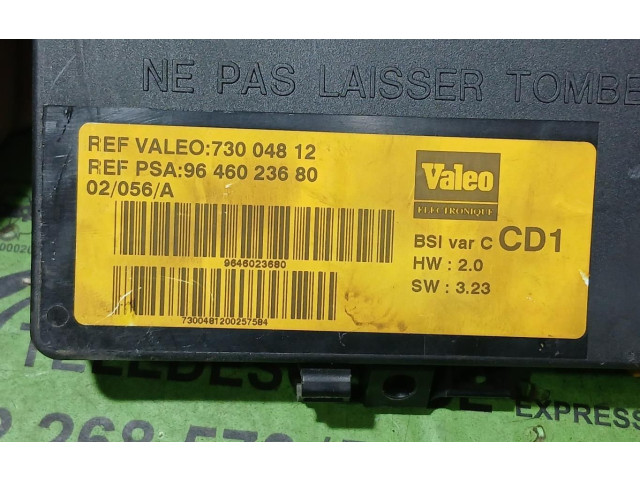 NE PAS LAISSER TOMBE
REF VALEO:730 048 12
REF PSA:96 460 236 80
02/056/A
9646023680
7300481200257584
Valeo
ELECTRONIQUE
BSI var C CD1
HW : 2.0
SW : 3.23
EXPRESS